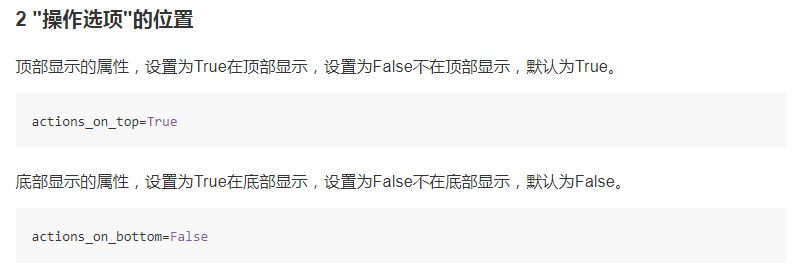 2 "操作选项"的位置
顶部显示的属性，设置为True在顶部显示，设置为False不在顶部显示，默认为True。
actions_on_top=True
底部显示的属性，设置为True在底部显示，设置为False不在底部显示，默认为False。
actions_on_bottom=False